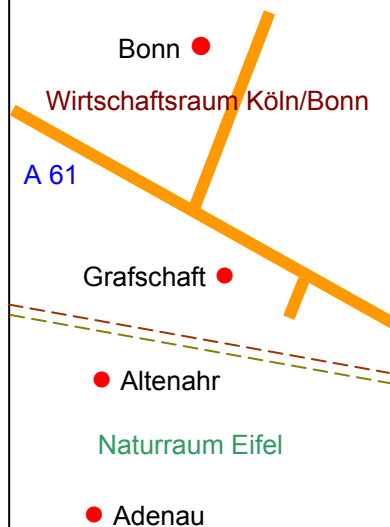 Bonn
Wirtschaftsraum Köln/Bonn
A 61
Grafschaft
Altenahr
Naturraum Eifel
Adenau